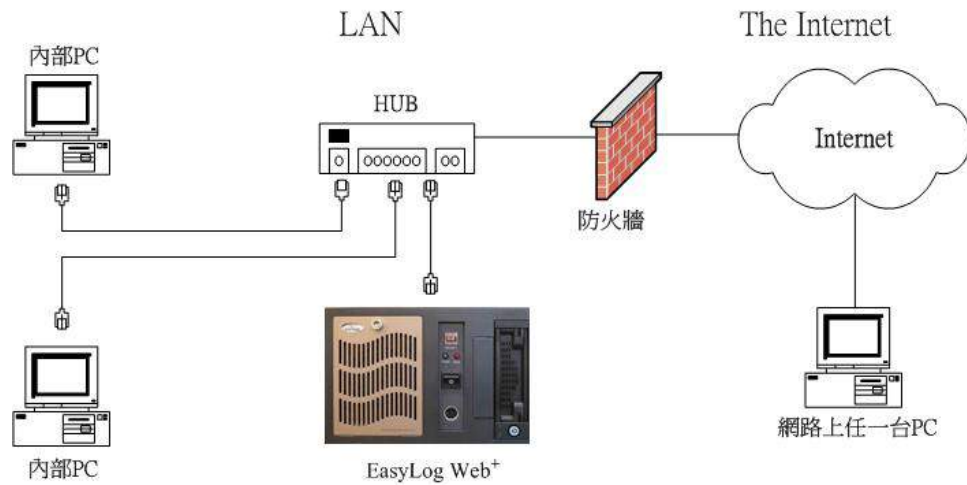 LAN
The Internet
內部PC
HUB
Internet
防火牆
內部PC
EasyLog Web+
網路上任一台PC